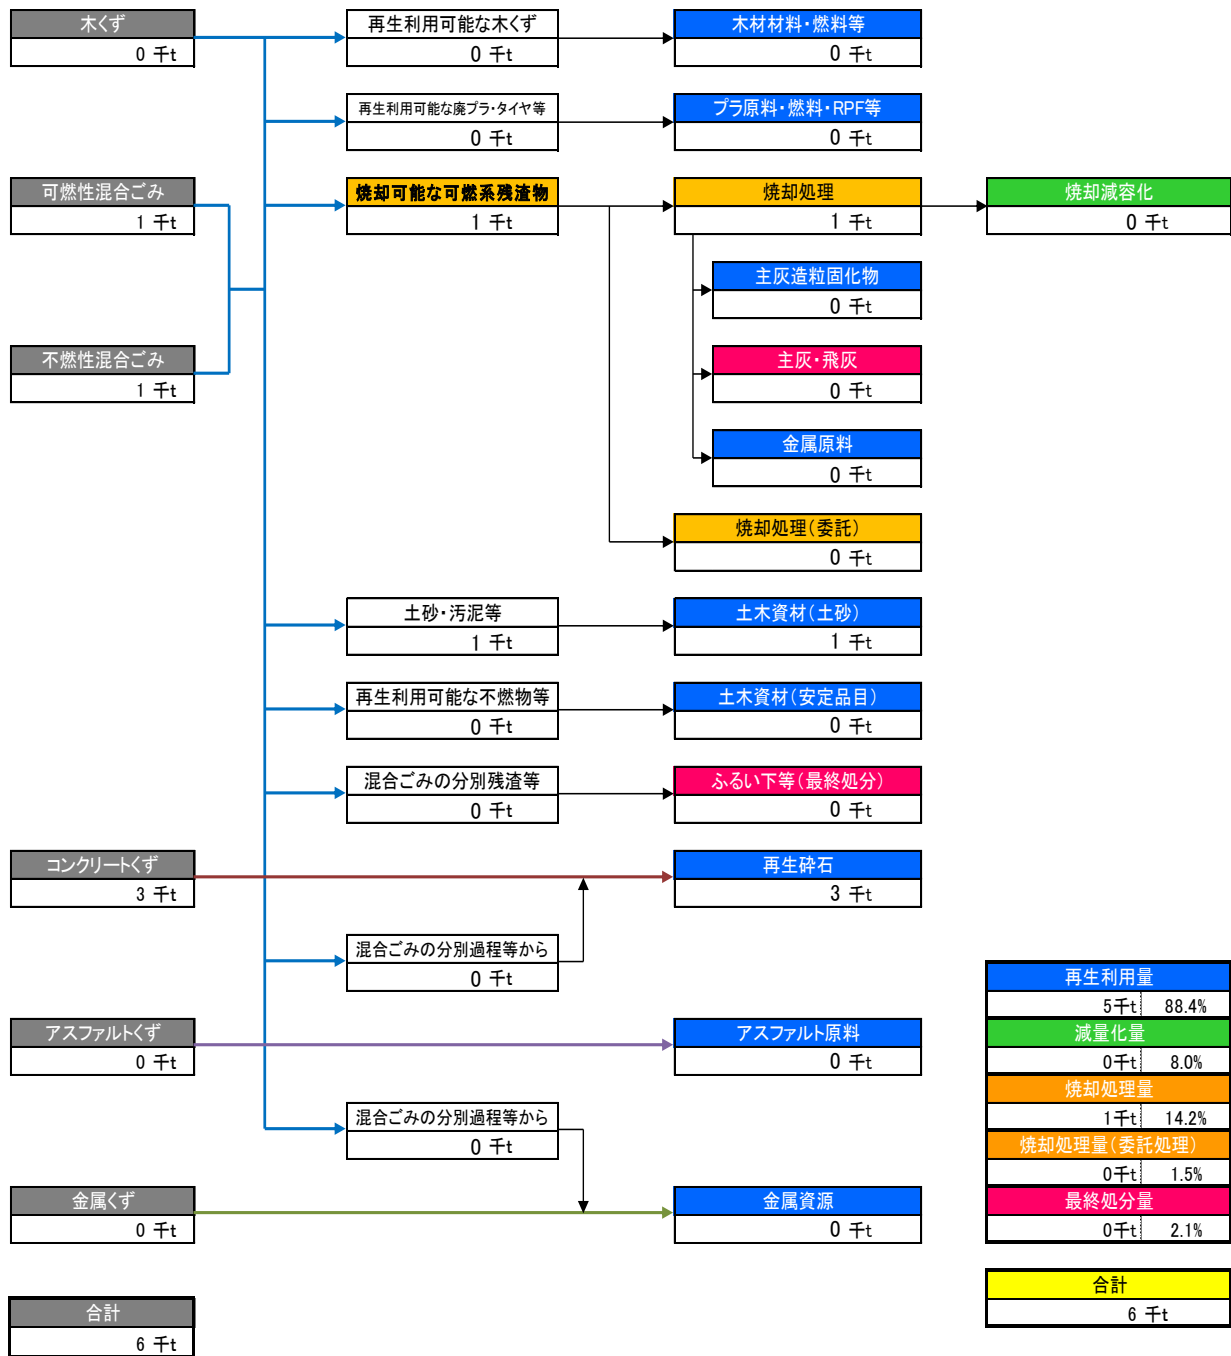 木くず
0 千t
再生利用可能な木くず
0 千t
木材材料・燃料等
0 千t
再生利用可能な廃プラ・タイヤ等
0 千t
プラ原料・燃料・RPF等
0 千t
可燃性混合ごみ
1 千t
焼却可能な可燃系残渣物
1 千t
焼却処理
1 千t
焼却減容化
0 千t
主灰造粒固化物
0 千t
不燃性混合ごみ
1 千t
主灰・飛灰
0 千t
金属原料
0 千t
焼却処理(委託)
0 千t
土砂・汚泥等
1 千t
土木資材(土砂)
1 千t
再生利用可能な不燃物等
0 千t
土木資材(安定品目)
0 千t
混合ごみの分別残渣等
0 千t
ふるい下等(最終処分)
0 千t
コンクリートくず
3 千t
再生砕石
3 千t
混合ごみの分別過程等から
0 千t
アスファルトくず
0 千t
アスファルト原料
0 千t
混合ごみの分別過程等から
0 千t
金属くず
0 千t
金属資源
0 千t
再生利用量
5千t 88.4%
減量化量
0千t 8.0%
焼却処理量
1千t 14.2%
焼却処理量(委託処理)
0千t 1.5%
最終処分量
0千t 2.1%
合計
6 千t
合計
6 千t